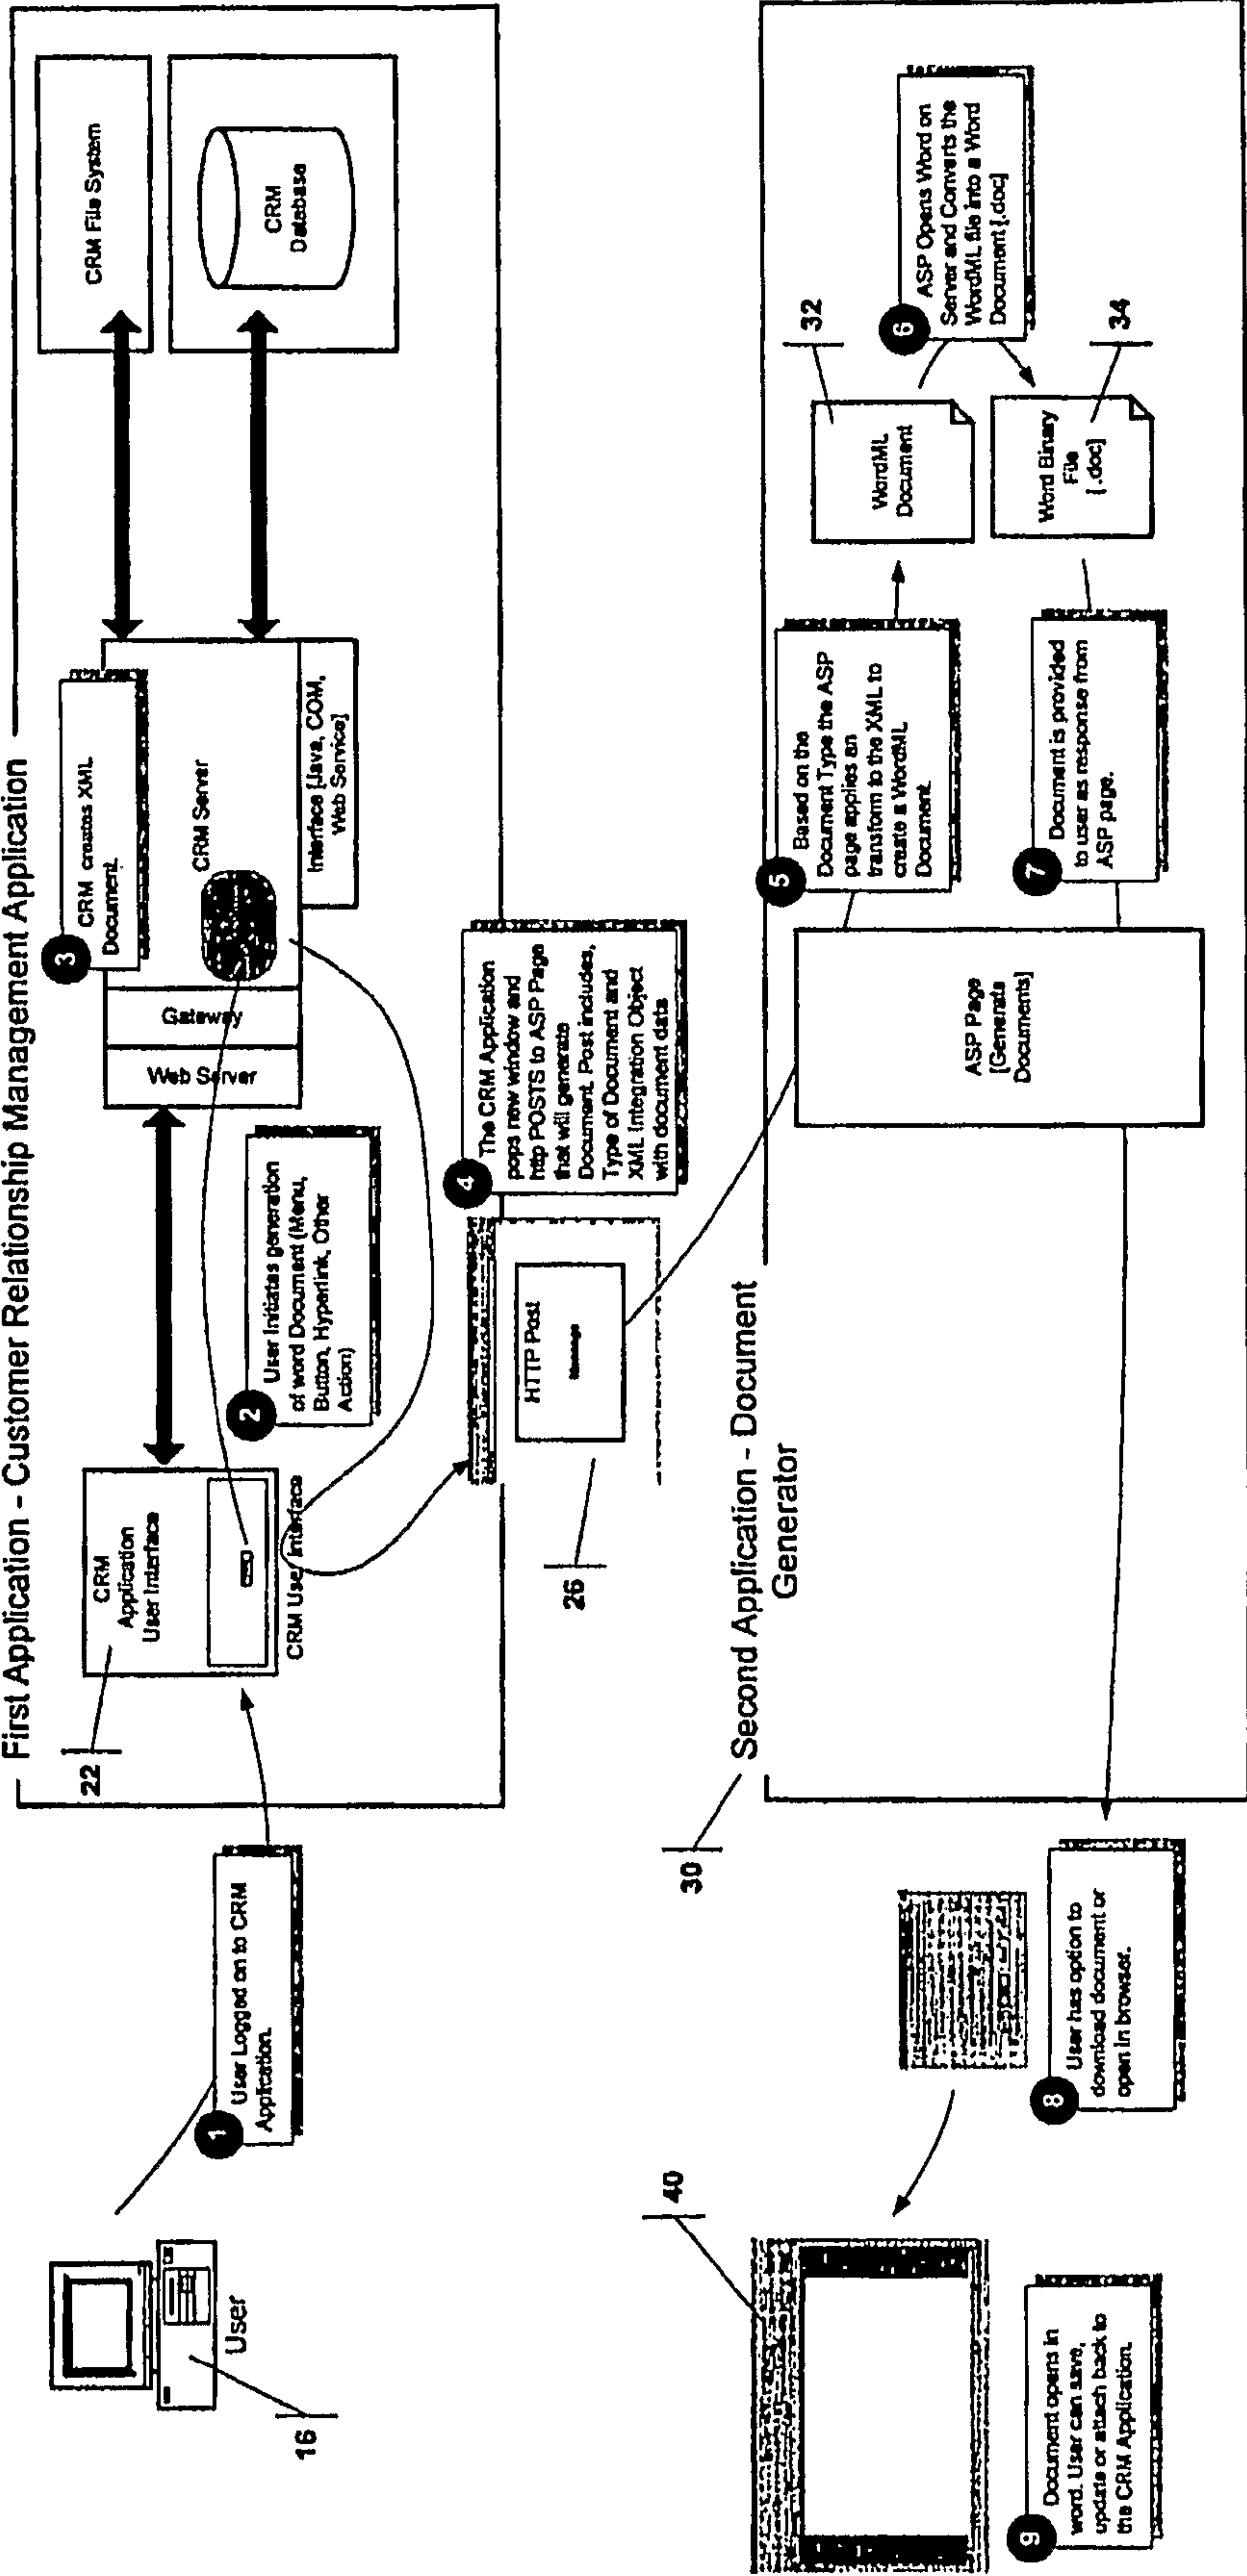 First Application - Customer Relationship Management Application
CRM File System
CRM
Database
3
CRM creates XML
Document.
CRM Server
Interface [Java, COM,
Web Service]
Gateway
Web Server
CRM
Application
User Interface
CRM User Interface
22
2
User Initiates generation
of word Document (Menu,
Button, Hyperlink, Other
Action)
1
User Logged on to CRM
Application.
User
16
4
The CRM Application
pops new window and
http POSTS to ASP Page
that will generate
Document. Post includes,
Type of Document and
XML Integration Object
with document data
HTTP Post
Message
26
30
Second Application - Document
Generator
ASP Page
[Generate
Documents]
5
Based on the
Document Type the ASP
page applies an
transform to the XML to
create a WordML
Document.
WordML
Document
32
6
ASP Opens Word on
Server and Converts the
WordML file into a Word
Document [.doc]
Word Binary
File
[.doc]
34
7
Document is provided
to user as response from
ASP page.
8
User has option to
download document or
open in browser.
40
9
Document opens in
word. User can save,
update or attach back to
the CRM Application.